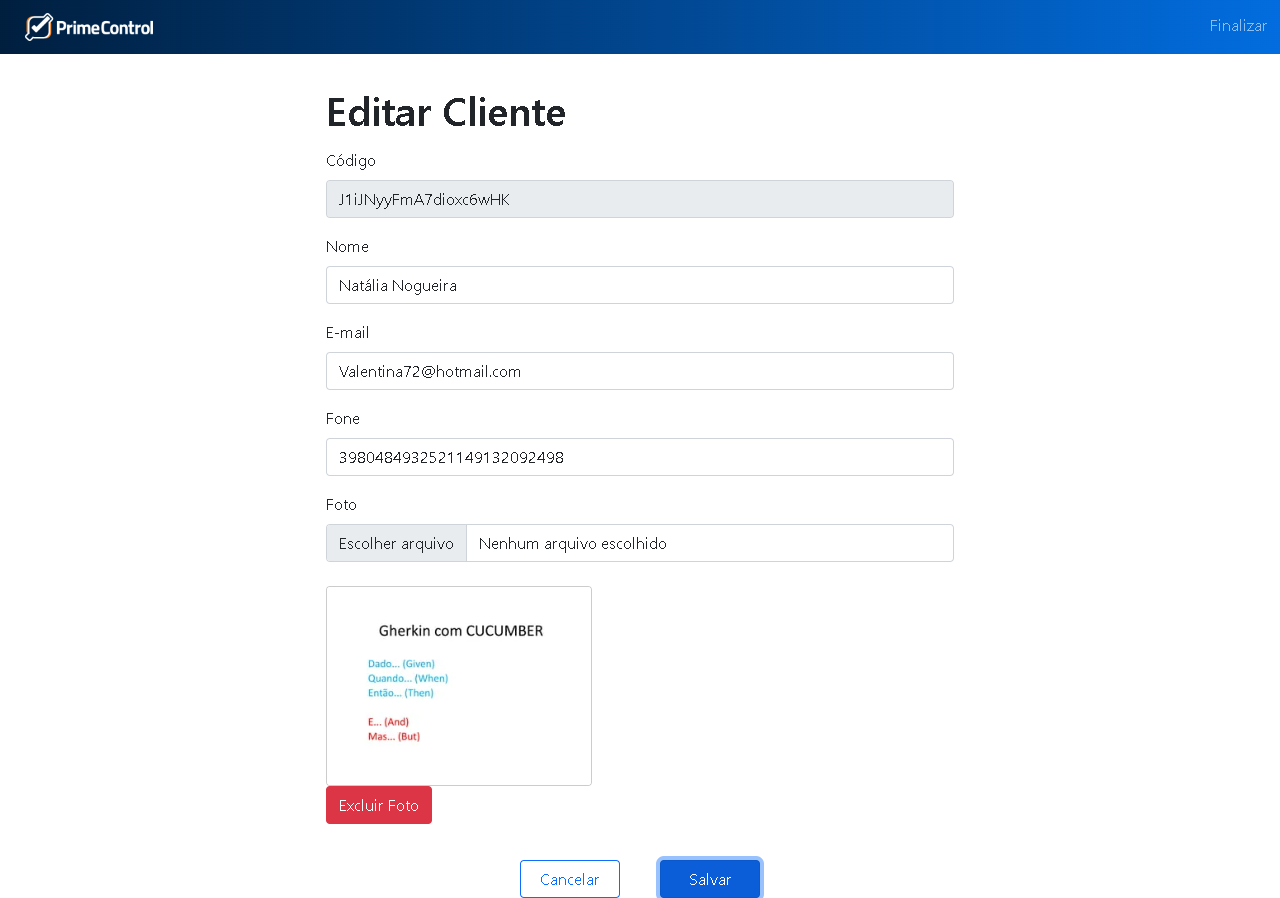 PrimeControl
Finalizar
Editar Cliente
Código
J1iJNyyFmA7dioxc6wHK
Nome
Natália Nogueira
E-mail
Valentina72@hotmail.com
Fone
3980484932521149132092498
Foto
Escolher arquivo Nenhum arquivo escolhido
Gherkin com CUCUMBER
Dado... (Given)
Quando... (When)
Então... (Then)
E... (And)
Mas... (But)
Excluir Foto
Cancelar Salvar